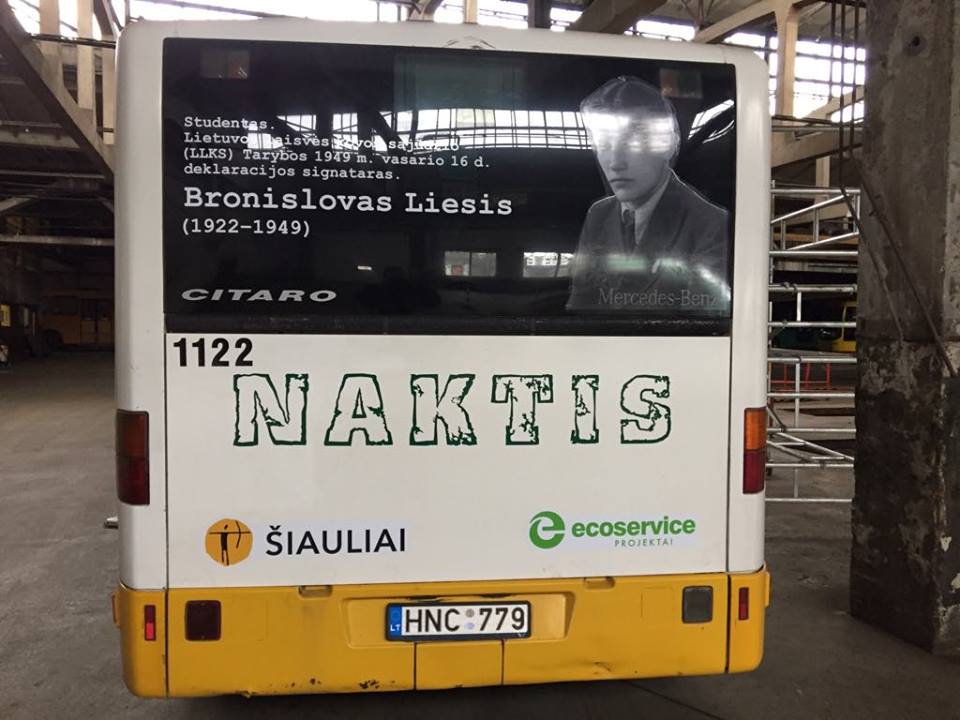 Studentas.
Lietuvos Laisvės kovos sąjūdžio
(LLKS) Tarybos 1949 m. vasario 16 d.
deklaracijos signataras.
Bronislovas Liesis
(1922–1949)
CITARO
Mercedes-Benz
1122
NAKTIS
ŠIAULIAI
ecoservice
PROJEKTAI
LT HNC 779